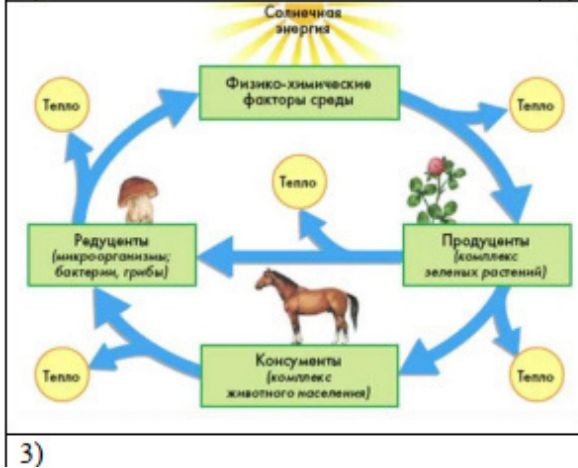 Солнечная
энергия
Физико-химические
факторы среды
Тепло
Тепло
Тепло
Редуценты
(микроорганизмы;
бактерии, грибы)
Продуценты
(комплекс
зеленых растений)
Консументы
(комплекс
животного населения)
Тепло
Тепло
3)